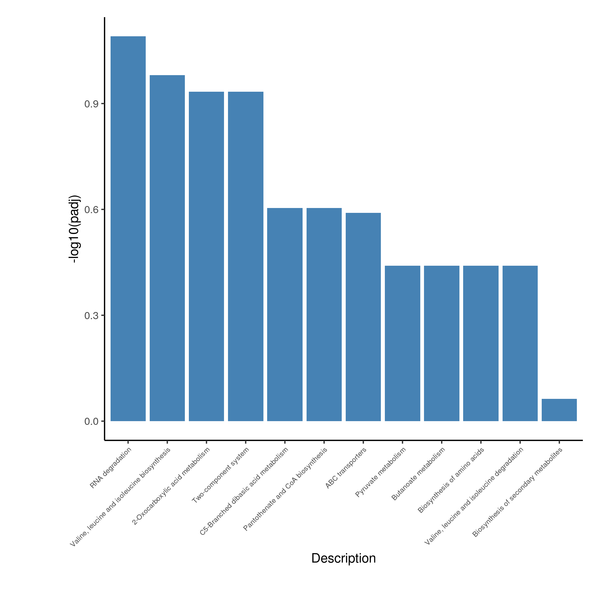 -log10(padj)
0.9
0.6
0.3
0.0
RNA degradation
Valine, leucine and isoleucine biosynthesis
2-Oxocarboxylic acid metabolism
Two-component system
C5-Branched dibasic acid metabolism
Pantothenate and CoA biosynthesis
ABC transporters
Pyruvate metabolism
Butanoate metabolism
Biosynthesis of amino acids
Valine, leucine and isoleucine degradation
Biosynthesis of secondary metabolites
Description